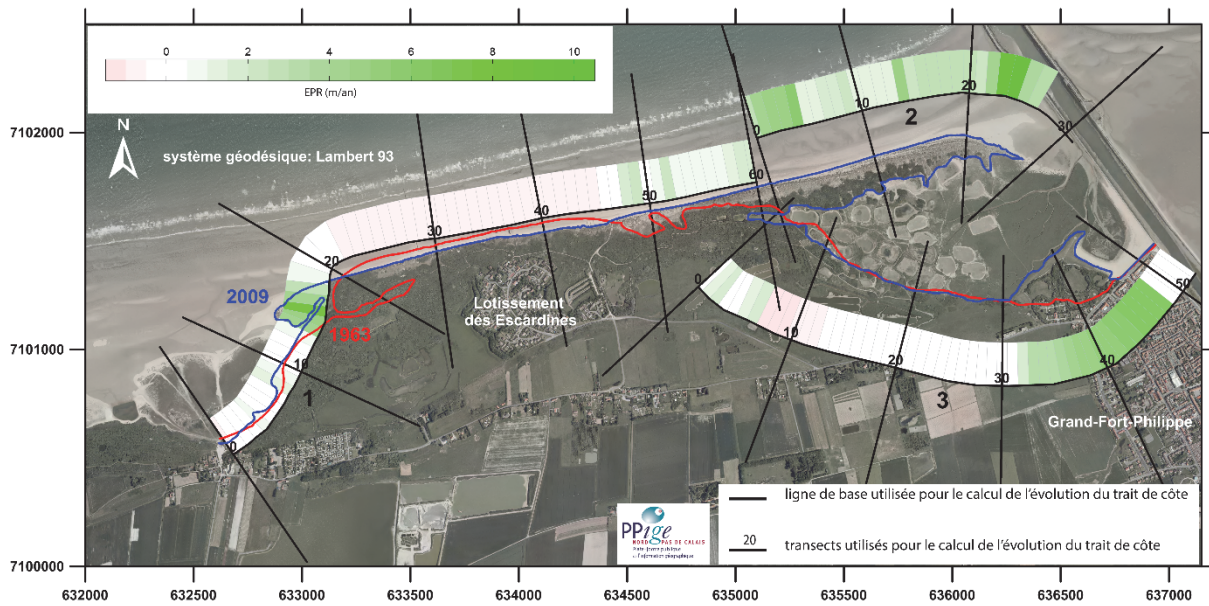 0 2 4 6 8 10
EPR (m/an)
N
système géodésique: Lambert 93
7102000
7101000
7100000
0
10
20
30
40
50
60
1
0
10
20
30
2
0
10
20
30
40
50
3
2009
1963
Lotissement
des Escardines
Grand-Fort-Philippe
PPige
NORD PAS DE CALAIS
ligne de base utilisée pour le calcul de l'évolution du trait de côte
20 transects utilisés pour le calcul de l'évolution du trait de côte
632000 632500 633000 633500 634000 634500 635000 635500 636000 636500 637000